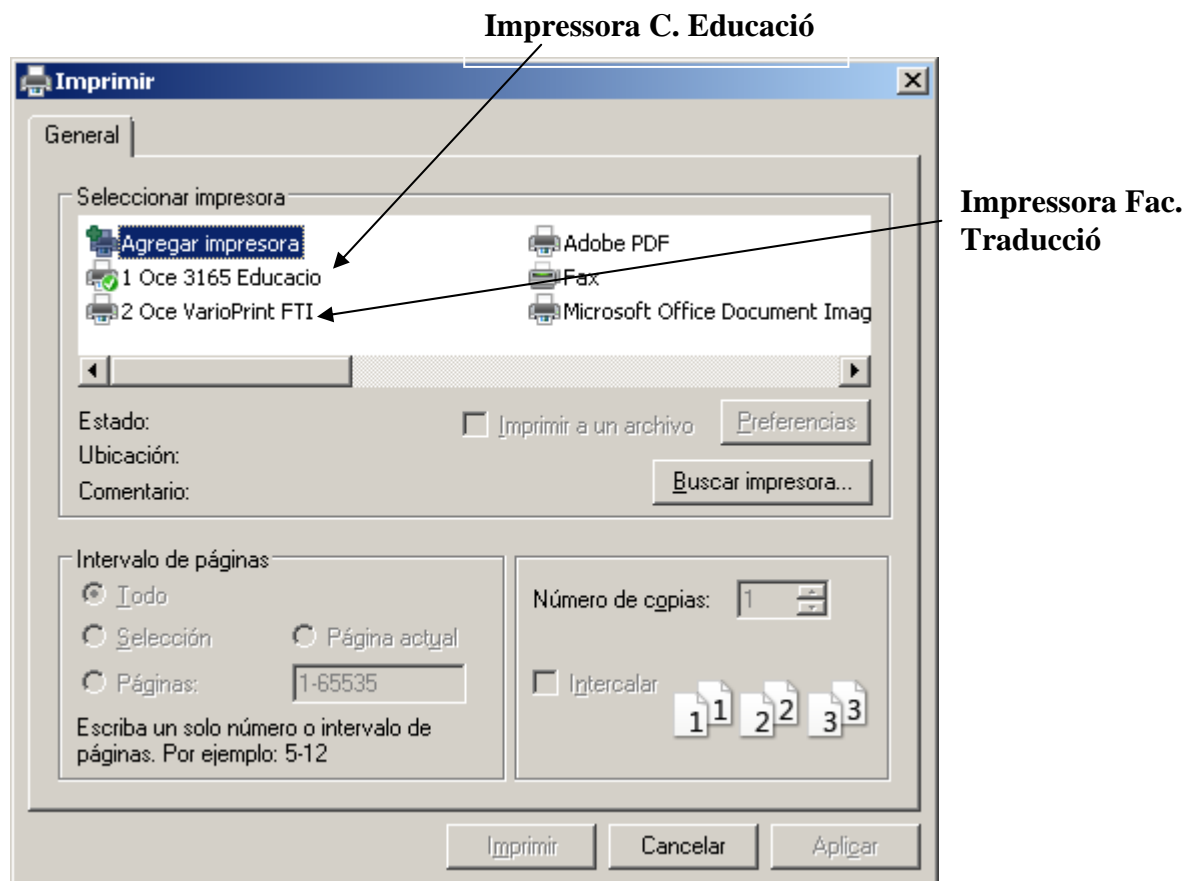 Impressora C. Educació
Imprimir
General
Seleccionar impresora
Agregar impresora
Adobe PDF
1 Oce 3165 Educacio
Fax
2 Oce VarioPrint FTI
Microsoft Office Document Imag
Impressora Fac.
Traducció
Estado:
Imprimir a un archivo
Preferencias
Ubicación:
Buscar impresora...
Comentario:
Intervalo de páginas
Todo
Selección
Página actual
Páginas:
1-65535
Escriba un solo número o intervalo de
páginas. Por ejemplo: 5-12
Número de copias:
1
Intercalar
1 1 2 2 3 3
Imprimir
Cancelar
Aplicar